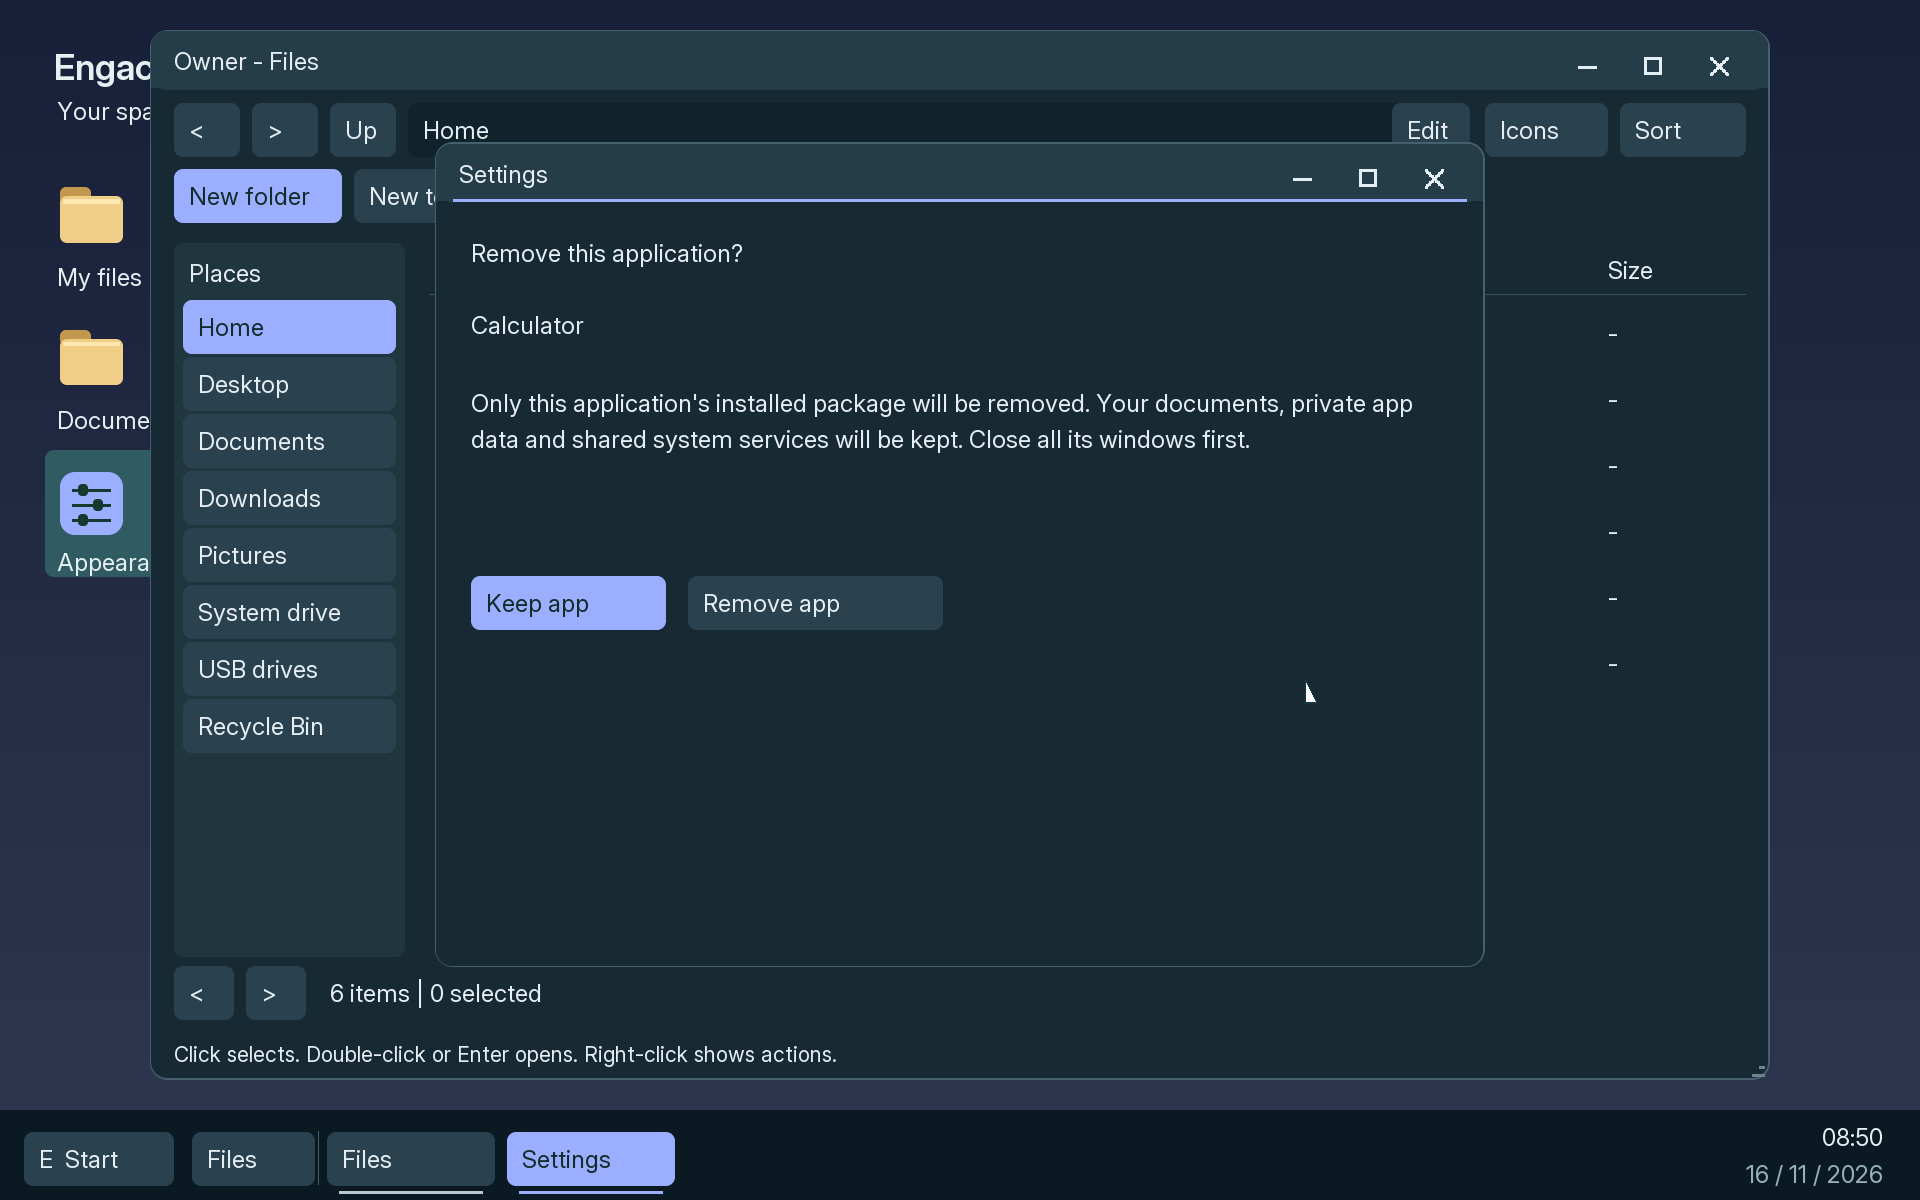 Engac
Your spa
My files
Docume
Appeara
Owner - Files
< > Up Home Edit Icons Sort
New folder New t
Places
Home
Desktop
Documents
Downloads
Pictures
System drive
USB drives
Recycle Bin
Size
-
-
-
-
-
-
Settings
Remove this application?
Calculator
Only this application's installed package will be removed. Your documents, private app
data and shared system services will be kept. Close all its windows first.
Keep app Remove app
< > 6 items | 0 selected
Click selects. Double-click or Enter opens. Right-click shows actions.
E Start Files Files Settings
08:50
16 / 11 / 2026